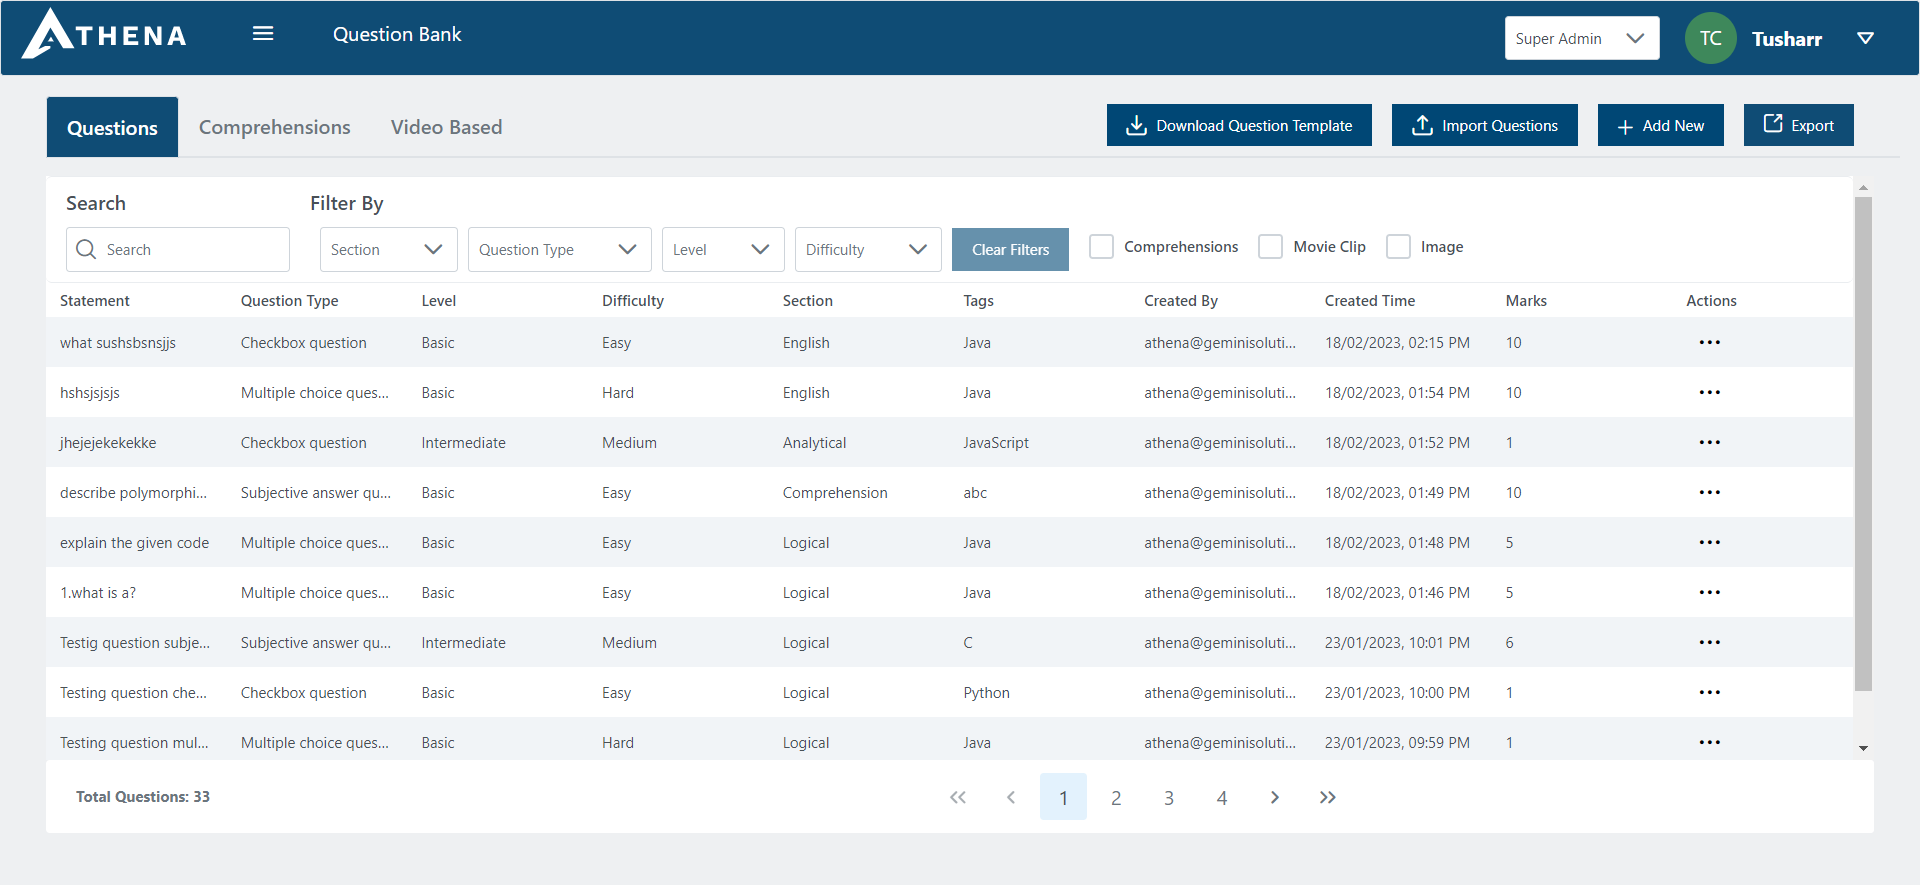 ATHENA Question Bank Super Admin TC Tusharr
Questions Comprehensions Video Based Download Question Template Import Questions Add New Export
Search Filter By
Search Section Question Type Level Difficulty Clear Filters Comprehensions Movie Clip Image
Statement Question Type Level Difficulty Section Tags Created By Created Time Marks Actions
what sushsbsnsjjs Checkbox question Basic Easy English Java athena@geminisoluti... 18/02/2023, 02:15 PM 10
hshsjsjsjs Multiple choice ques... Basic Hard English Java athena@geminisoluti... 18/02/2023, 01:54 PM 10
jhejejekekekke Checkbox question Intermediate Medium Analytical JavaScript athena@geminisoluti... 18/02/2023, 01:52 PM 1
describe polymorphi... Subjective answer qu... Basic Easy Comprehension abc athena@geminisoluti... 18/02/2023, 01:49 PM 10
explain the given code Multiple choice ques... Basic Easy Logical Java athena@geminisoluti... 18/02/2023, 01:48 PM 5
1.what is a? Multiple choice ques... Basic Easy Logical Java athena@geminisoluti... 18/02/2023, 01:46 PM 5
Testig question subje... Subjective answer qu... Intermediate Medium Logical C athena@geminisoluti... 23/01/2023, 10:01 PM 6
Testing question che... Checkbox question Basic Easy Logical Python athena@geminisoluti... 23/01/2023, 10:00 PM 1
Testing question mul... Multiple choice ques... Basic Hard Logical Java athena@geminisoluti... 23/01/2023, 09:59 PM 1
Total Questions: 33 1 2 3 4